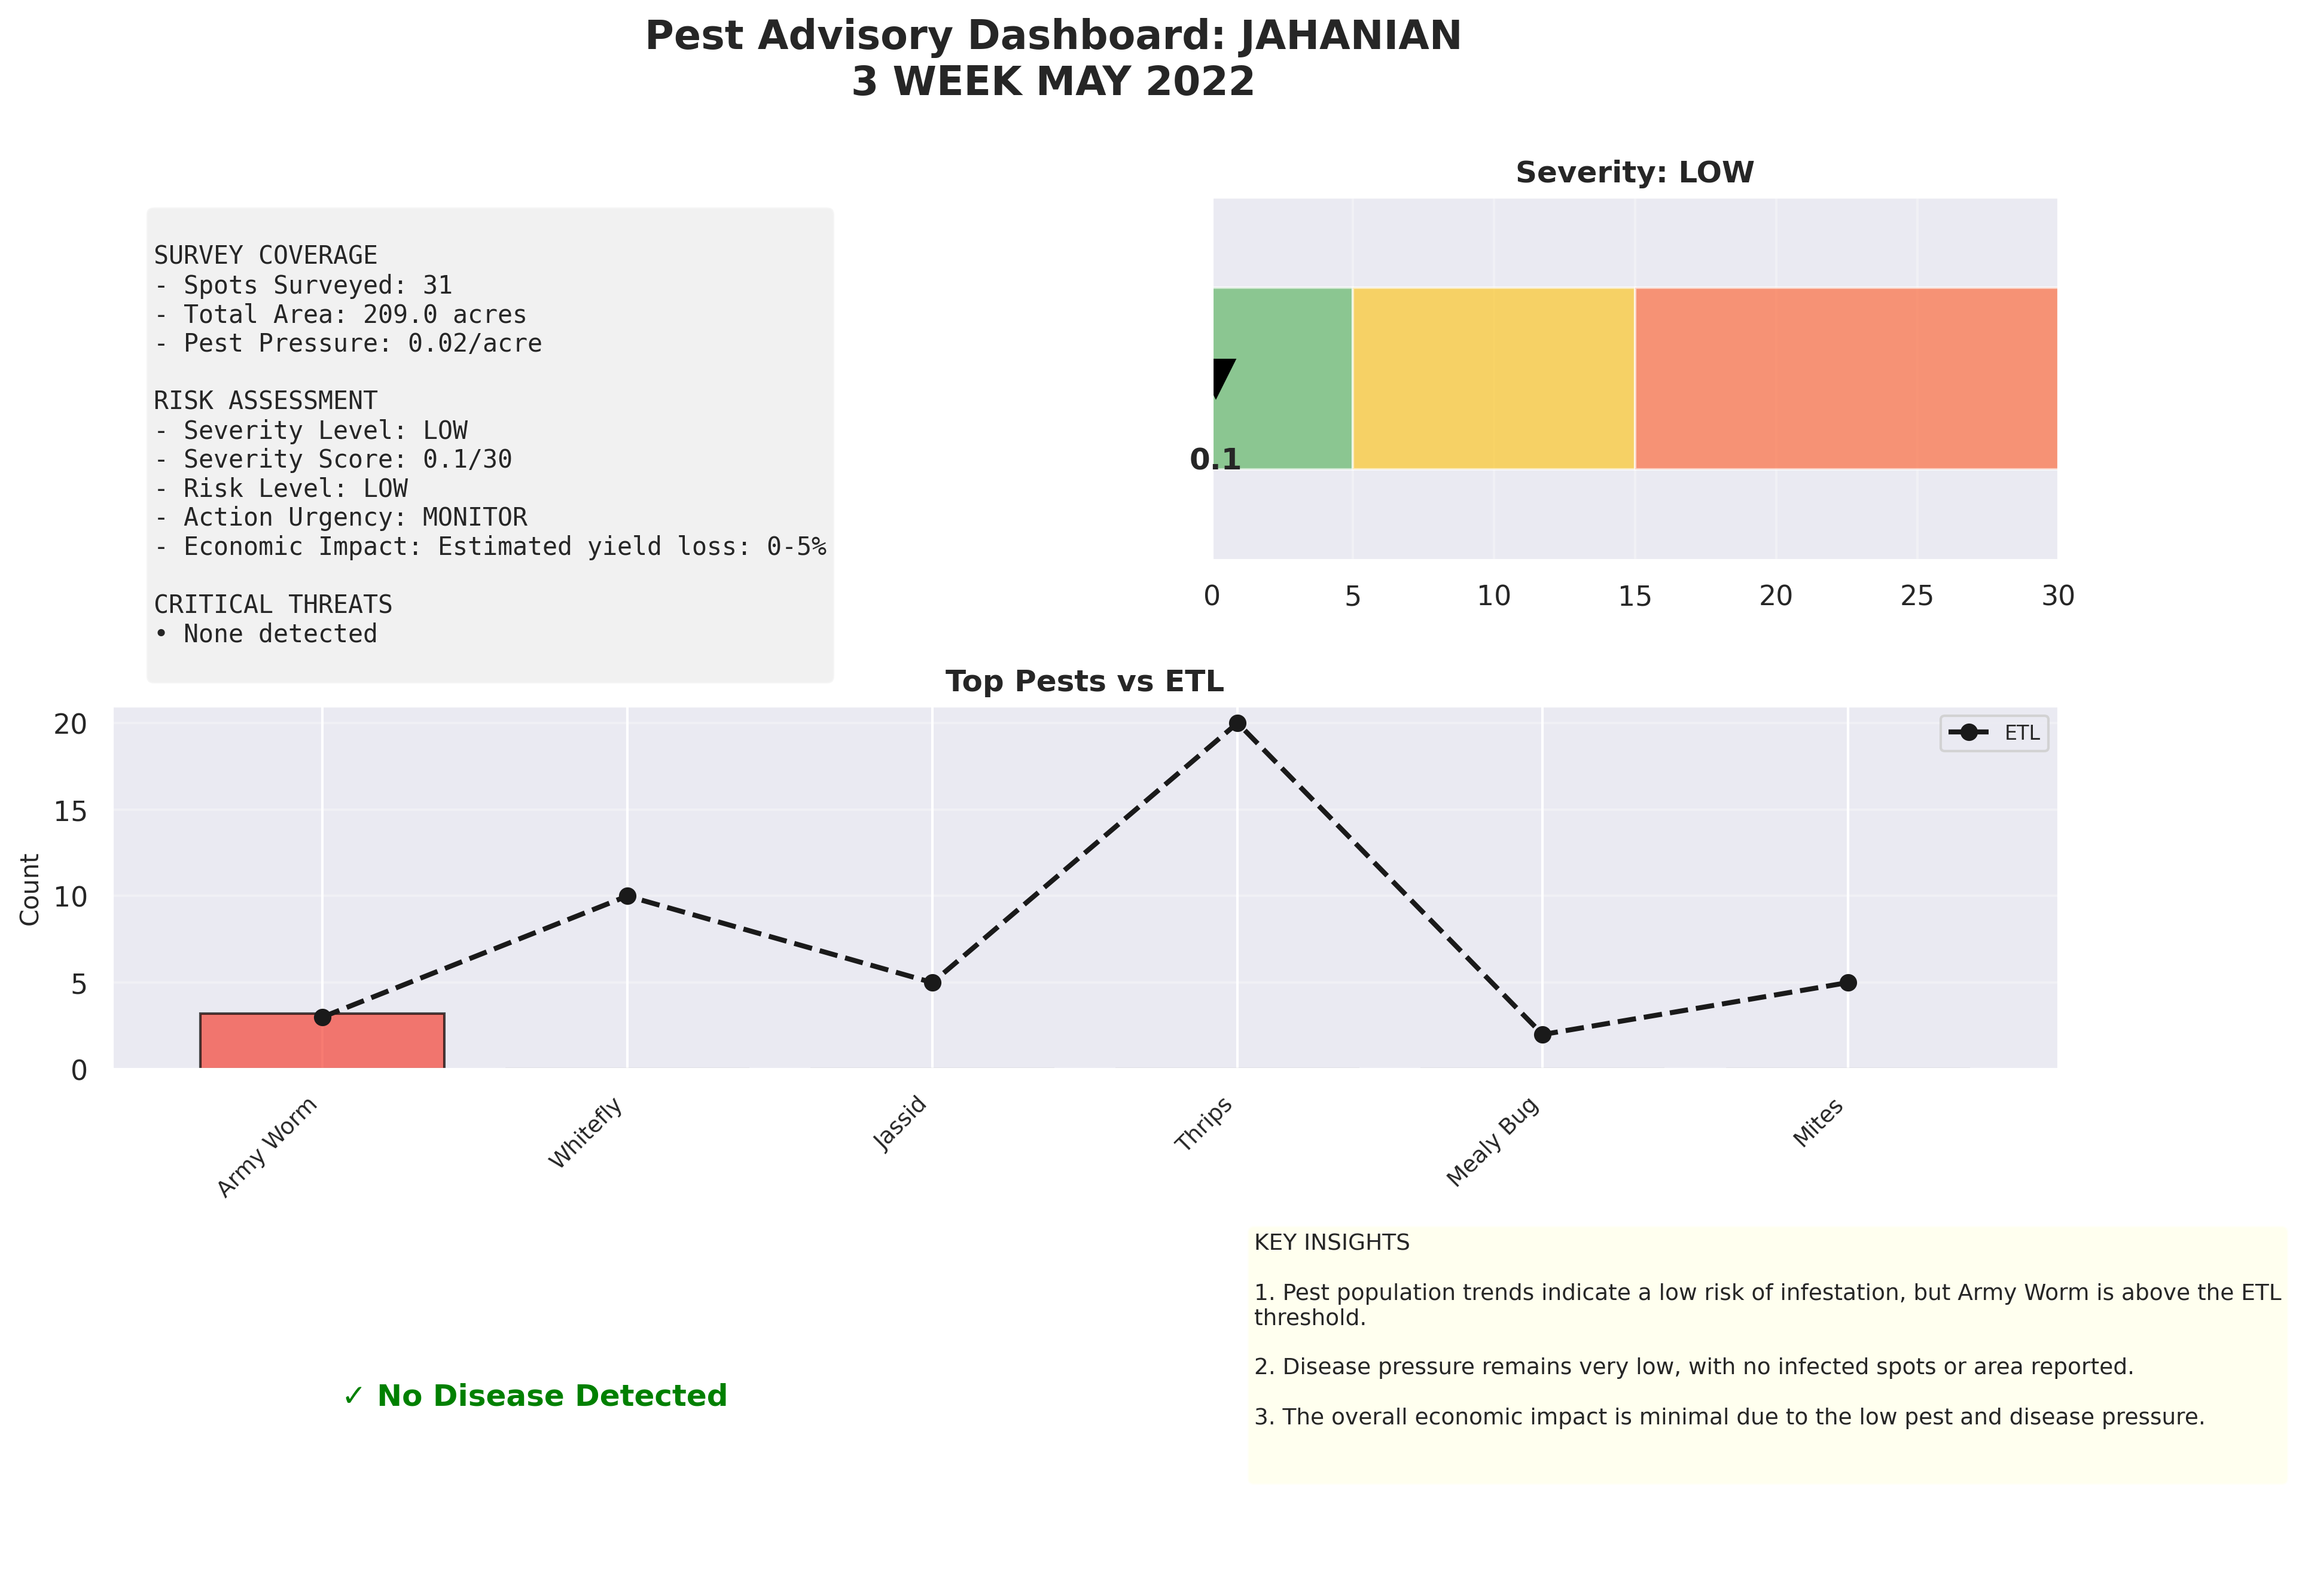 Pest Advisory Dashboard: JAHANIAN
3 WEEK MAY 2022
SURVEY COVERAGE
- Spots Surveyed: 31
- Total Area: 209.0 acres
- Pest Pressure: 0.02/acre
RISK ASSESSMENT
- Severity Level: LOW
- Severity Score: 0.1/30
- Risk Level: LOW
- Action Urgency: MONITOR
- Economic Impact: Estimated yield loss: 0-5%
CRITICAL THREATS
• None detected
Severity: LOW
0.1
0 5 10 15 20 25 30
Top Pests vs ETL
ETL
Count
20
15
10
5
0
Army Worm
Whitefly
Jassid
Thrips
Mealy Bug
Mites
✓ No Disease Detected
KEY INSIGHTS
1. Pest population trends indicate a low risk of infestation, but Army Worm is above the ETL
threshold.
2. Disease pressure remains very low, with no infected spots or area reported.
3. The overall economic impact is minimal due to the low pest and disease pressure.